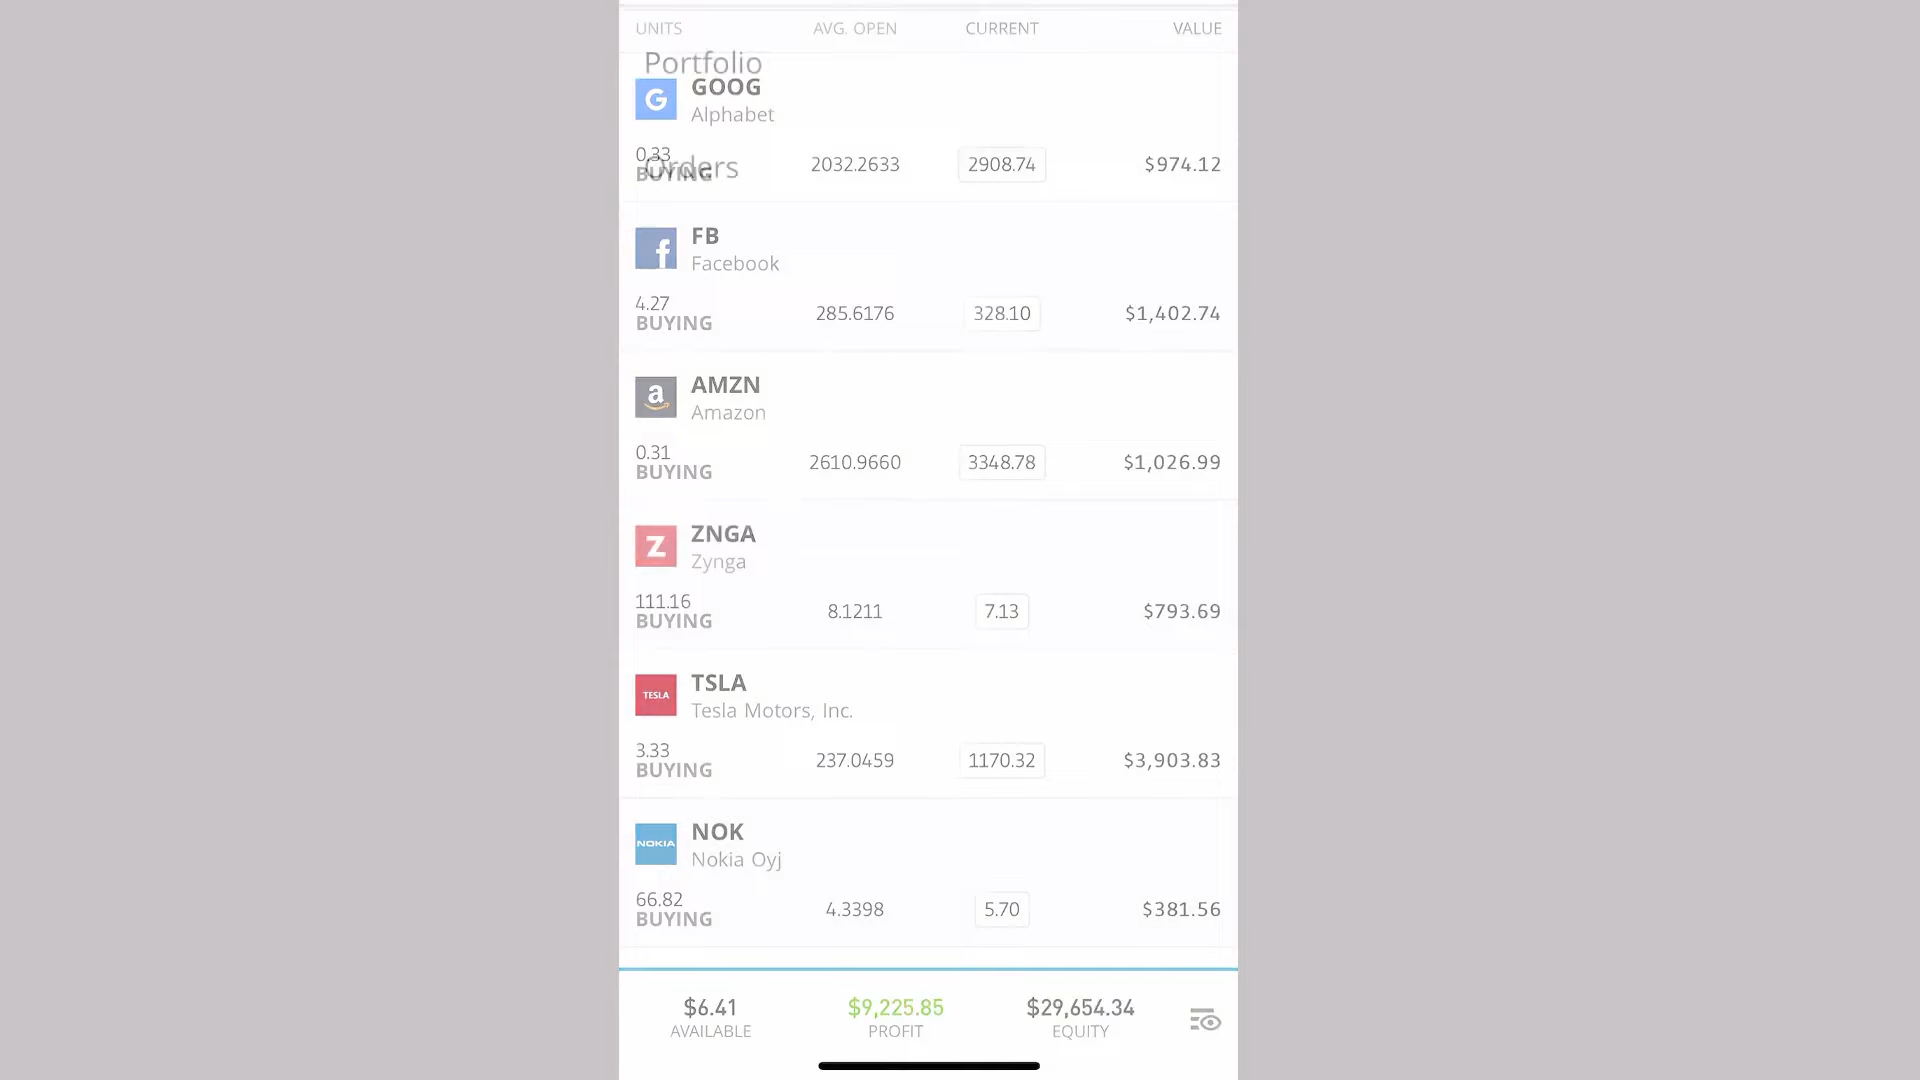 UNITS AVG. OPEN CURRENT VALUE
Portfolio
GOOG
Alphabet
Orders
0.33
BUYING 2032.2633 2908.74 $974.12
FB
Facebook
4.27
BUYING 285.6176 328.10 $1,402.74
a
AMZN
Amazon
0.31
BUYING 2610.9660 3348.78 $1,026.99
Z
ZNGA
Zynga
111.16
BUYING 8.1211 7.13 $793.69
TESLA
TSLA
Tesla Motors, Inc.
3.33
BUYING 237.0459 1170.32 $3,903.83
NOKIA
NOK
Nokia Oyj
66.82
BUYING 4.3398 5.70 $381.56
$6.41 $9,225.85 $29,654.34
AVAILABLE PROFIT EQUITY